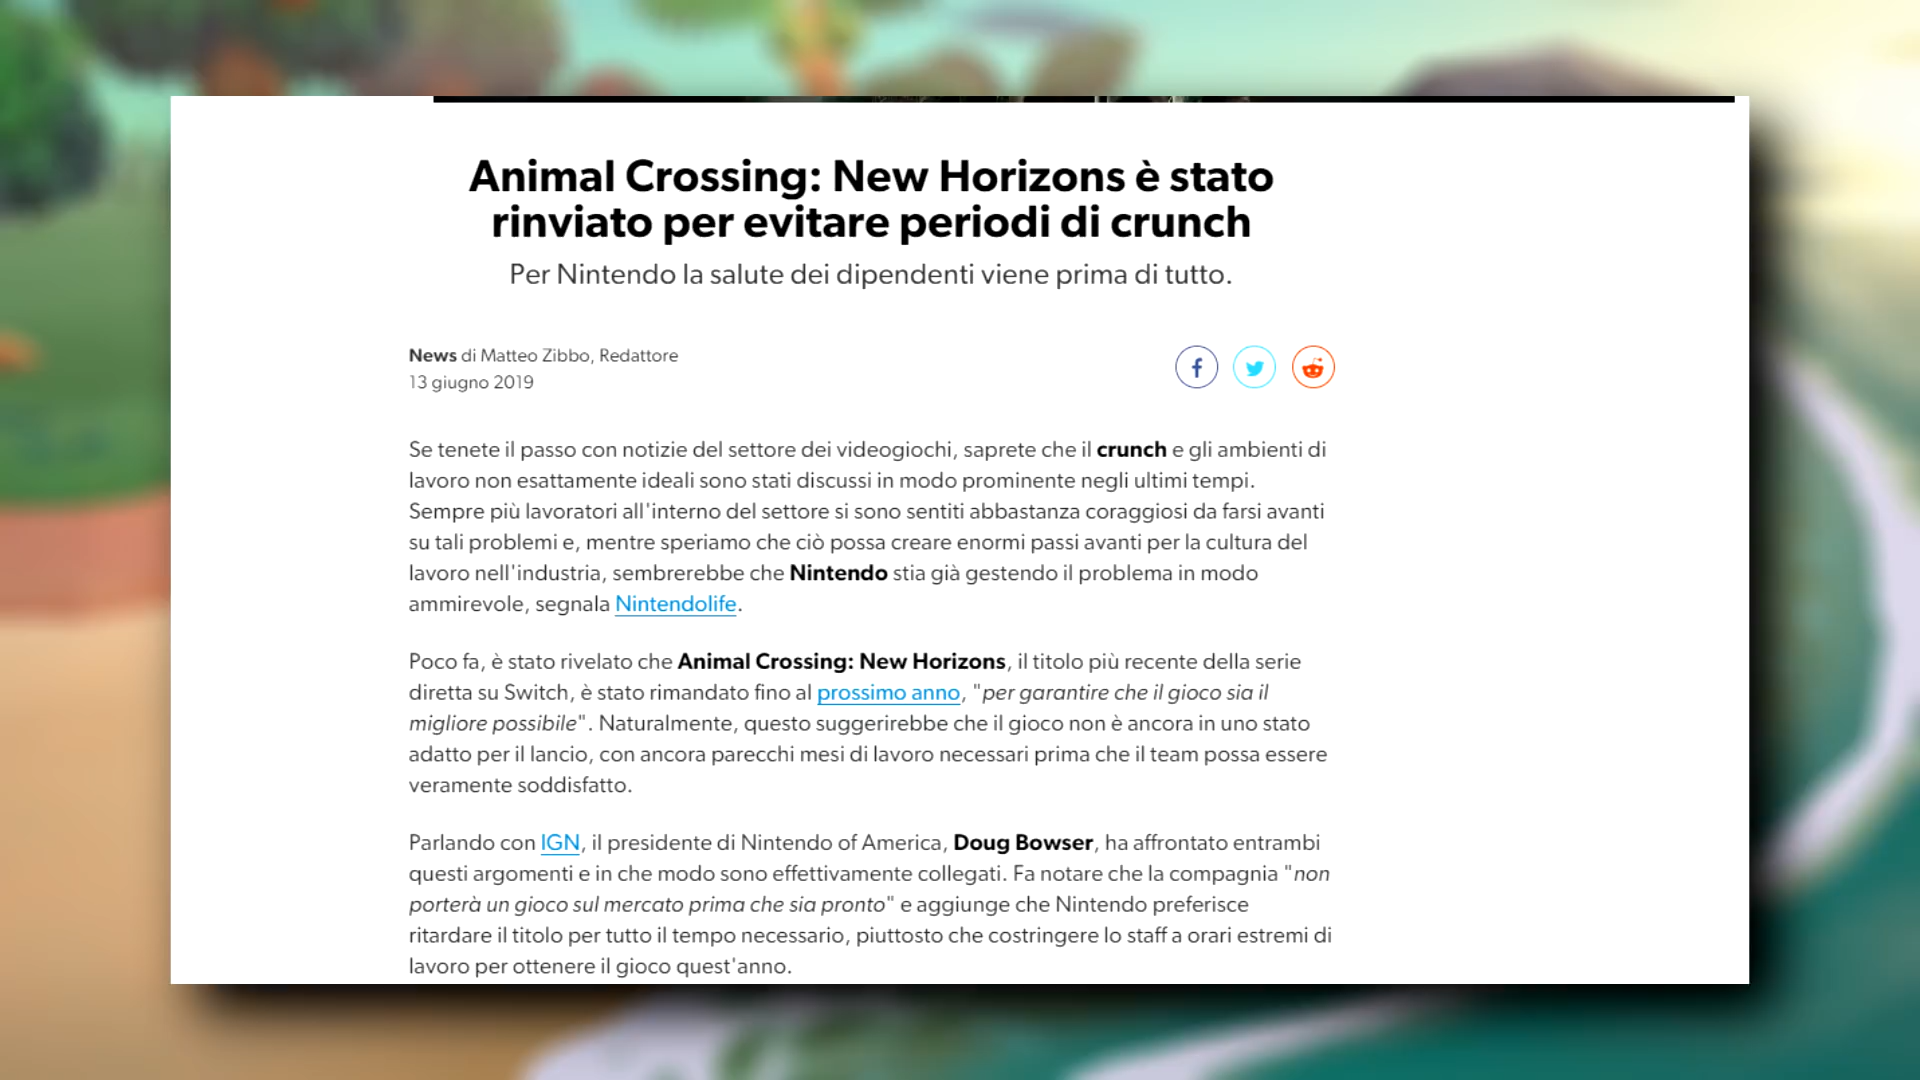 Animal Crossing: New Horizons è stato
rinviato per evitare periodi di crunch
Per Nintendo la salute dei dipendenti viene prima di tutto.
News di Matteo Zibbo, Redattore
13 giugno 2019
Se tenete il passo con notizie del settore dei videogiochi, saprete che il crunch e gli ambienti di
lavoro non esattamente ideali sono stati discussi in modo prominente negli ultimi tempi.
Sempre più lavoratori all'interno del settore si sono sentiti abbastanza coraggiosi da farsi avanti
su tali problemi e, mentre speriamo che ciò possa creare enormi passi avanti per la cultura del
lavoro nell'industria, sembrerebbe che Nintendo stia già gestendo il problema in modo
ammirevole, segnala Nintendolife.
Poco fa, è stato rivelato che Animal Crossing: New Horizons, il titolo più recente della serie
diretta su Switch, è stato rimandato fino al prossimo anno, "per garantire che il gioco sia il
migliore possibile". Naturalmente, questo suggerirebbe che il gioco non è ancora in uno stato
adatto per il lancio, con ancora parecchi mesi di lavoro necessari prima che il team possa essere
veramente soddisfatto.
Parlando con IGN, il presidente di Nintendo of America, Doug Bowser, ha affrontato entrambi
questi argomenti e in che modo sono effettivamente collegati. Fa notare che la compagnia "non
porterà un gioco sul mercato prima che sia pronto" e aggiunge che Nintendo preferisce
ritardare il titolo per tutto il tempo necessario, piuttosto che costringere lo staff a orari estremi di
lavoro per ottenere il gioco quest'anno.